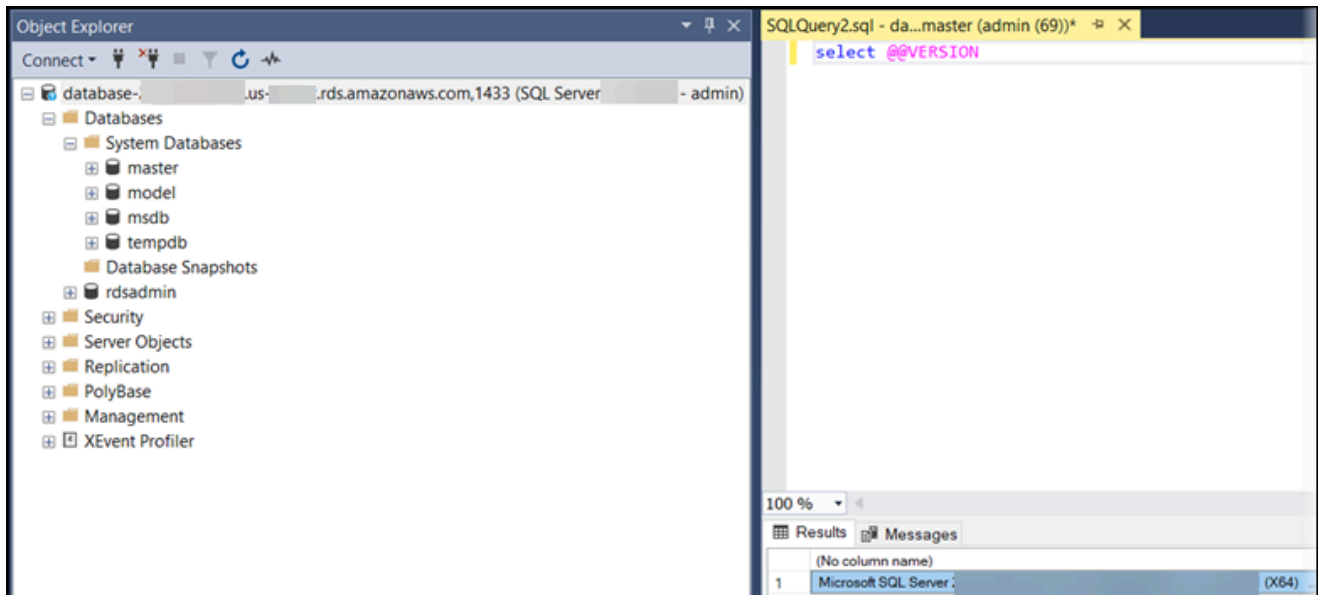 Object Explorer
Connect
database-.us-.rds.amazonaws.com,1433 (SQL Server - admin)
Databases
System Databases
master
model
msdb
tempdb
Database Snapshots
rdsadmin
Security
Server Objects
Replication
PolyBase
Management
XEvent Profiler
SQLQuery2.sql - da...master (admin (69))*
select @@VERSION
100 %
Results Messages
(No column name)
1 Microsoft SQL Server (X64) ...